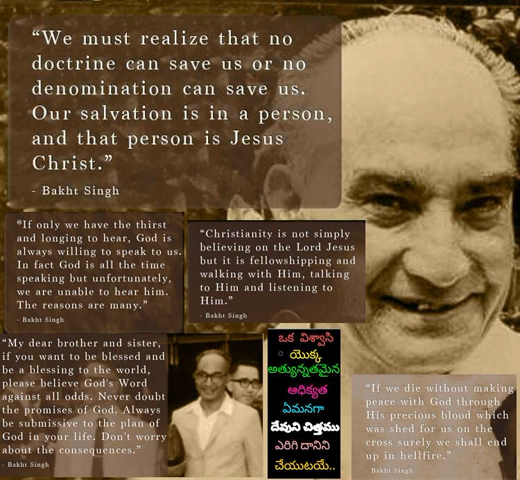 “We must realize that no
doctrine can save us or no
denomination can save us.
Our salvation is in a person,
and that person is Jesus
Christ.”
- Bakht Singh
“If only we have the thirst
and longing to hear, God is
always willing to speak to us.
In fact God is all the time
speaking but unfortunately,
we are unable to hear him.
The reasons are many.”
- Bakht Singh
“Christianity is not simply
believing on the Lord Jesus
but it is fellowshipping and
walking with Him, talking
to Him and listening to
Him.”
- Bakht Singh
“My dear brother and sister,
if you want to be blessed and
be a blessing to the world,
please believe God's Word
against all odds. Never doubt
the promises of God. Always
be submissive to the plan of
God in your life. Don't worry
about the consequences.”
- Bakht Singh
ఒక విశ్వాసి
యొక్క
అత్యున్నతమైన
ఆధిక్యత
ఏమనగా
దేవుని చిత్తము
ఎరిగి దానిని
చేయుటయే..
“If we die without making
peace with God through
His precious blood which
was shed for us on the
cross surely we shall end
up in hellfire.”
- Bakht Singh